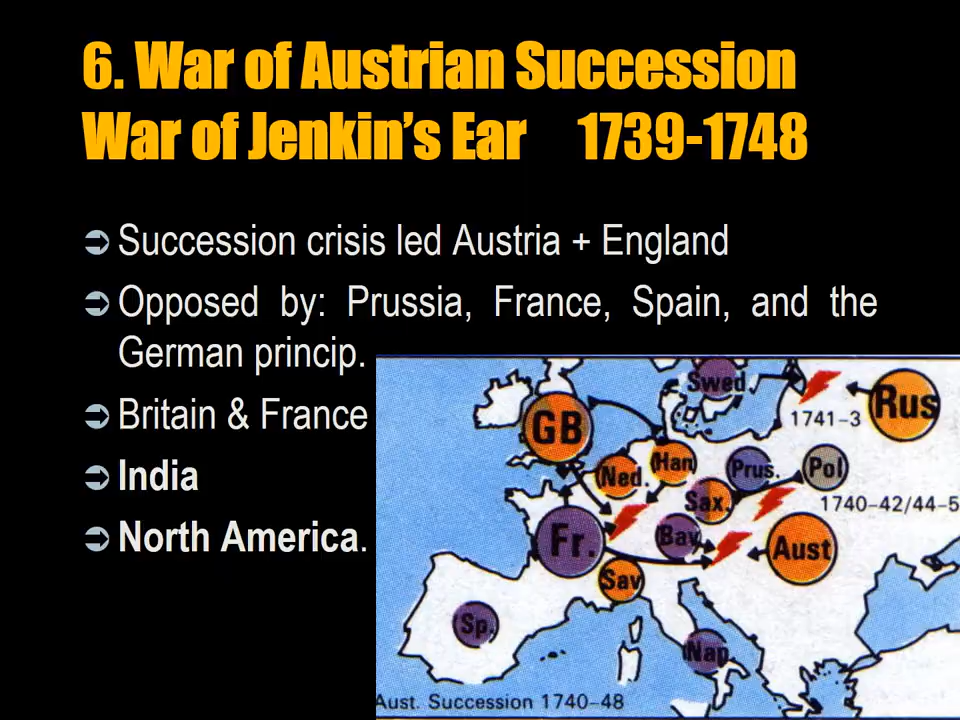 6. War of Austrian Succession
War of Jenkin’s Ear 1739-1748
➲ Succession crisis led Austria + England
➲ Opposed by: Prussia, France, Spain, and the
German princip.
➲ Britain & France
➲ India
➲ North America.
Swed.
GB
1741-3
Rus
Ned.
Han
Prus.
Pol
Sax.
1740-42/44-5
Fr.
Bav
Aust
Sav
Sp.
Nap
Aust. Succession 1740-48